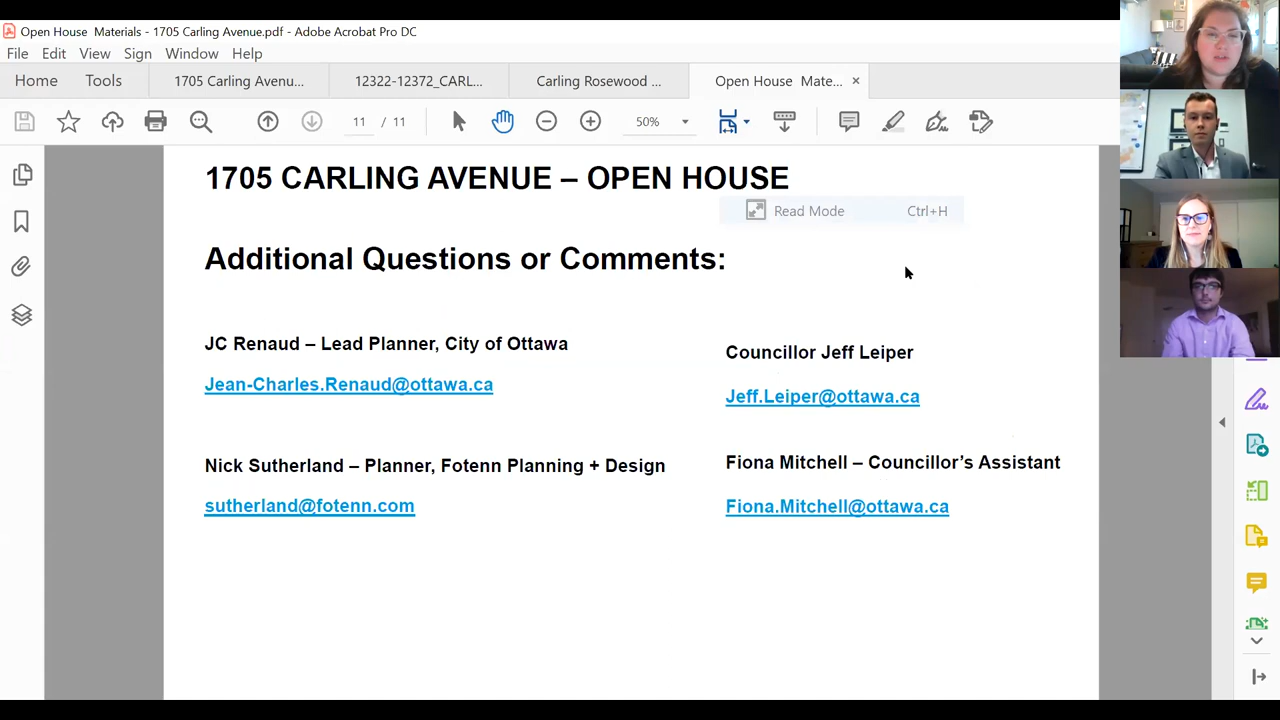 Open House  Materials - 1705 Carling Avenue.pdf - Adobe Acrobat Pro DC
File Edit View Sign Window Help
Home Tools 1705 Carling Avenu... 12322-12372_CARL... Carling Rosewood ... Open House  Mate... ×
11 / 11 50%
1705 CARLING AVENUE – OPEN HOUSE
Read Mode Ctrl+H
Additional Questions or Comments:
JC Renaud – Lead Planner, City of Ottawa
Jean-Charles.Renaud@ottawa.ca
Nick Sutherland – Planner, Fotenn Planning + Design
sutherland@fotenn.com
Councillor Jeff Leiper
Jeff.Leiper@ottawa.ca
Fiona Mitchell – Councillor's Assistant
Fiona.Mitchell@ottawa.ca